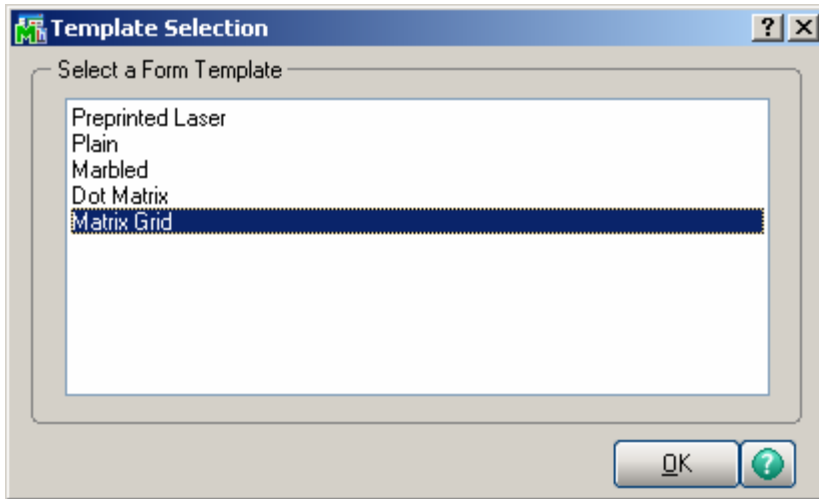 Template Selection
Select a Form Template
Preprinted Laser
Plain
Marbled
Dot Matrix
Matrix Grid
OK